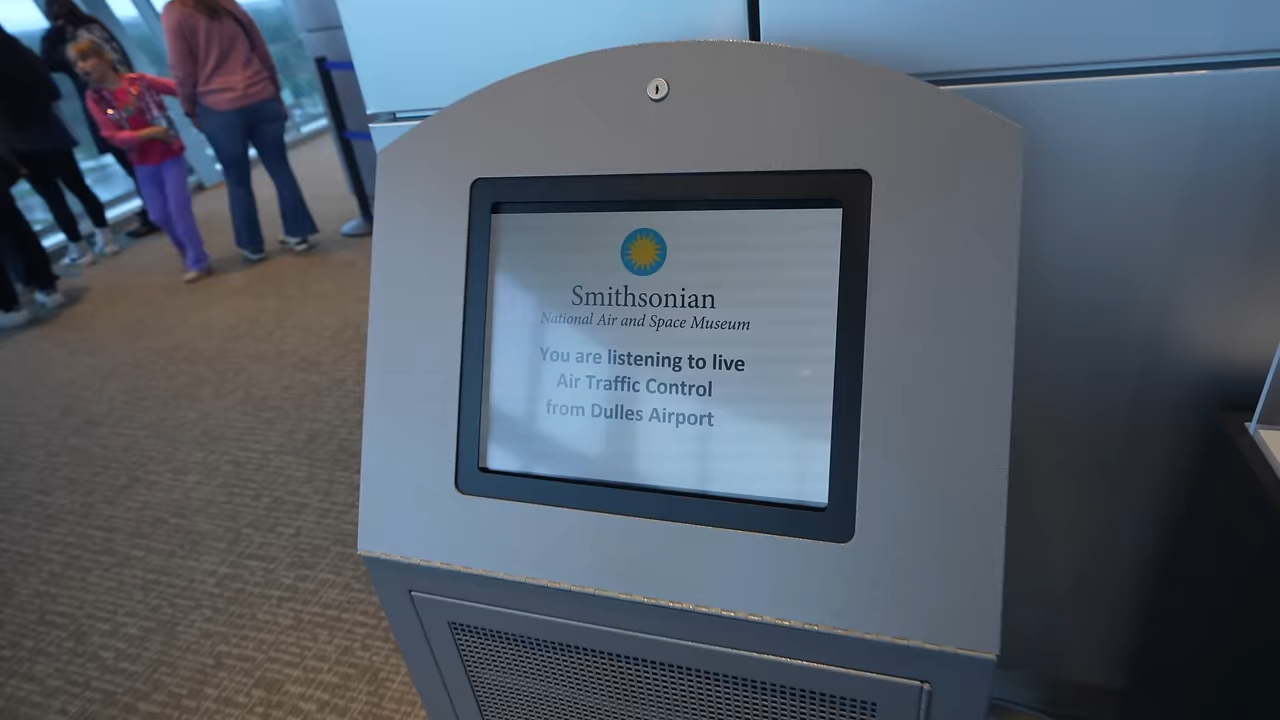 Smithsonian
National Air and Space Museum
You are listening to live
Air Traffic Control
from Dulles Airport